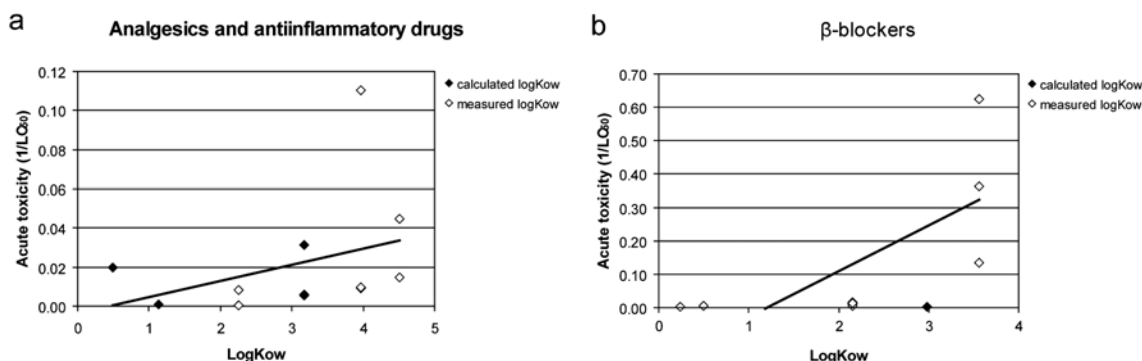 a
Analgesics and antiinflammatory drugs
0.12
0.10
0.08
0.06
0.04
0.02
0.00
Acute toxicity (1/LC50)
0 1 2 3 4 5
LogKow
calculated logKow
measured logKow
b
β-blockers
0.70
0.60
0.50
0.40
0.30
0.20
0.10
0.00
Acute toxicity (1/LC50)
0 1 2 3 4
LogKow
calculated logKow
measured logKow